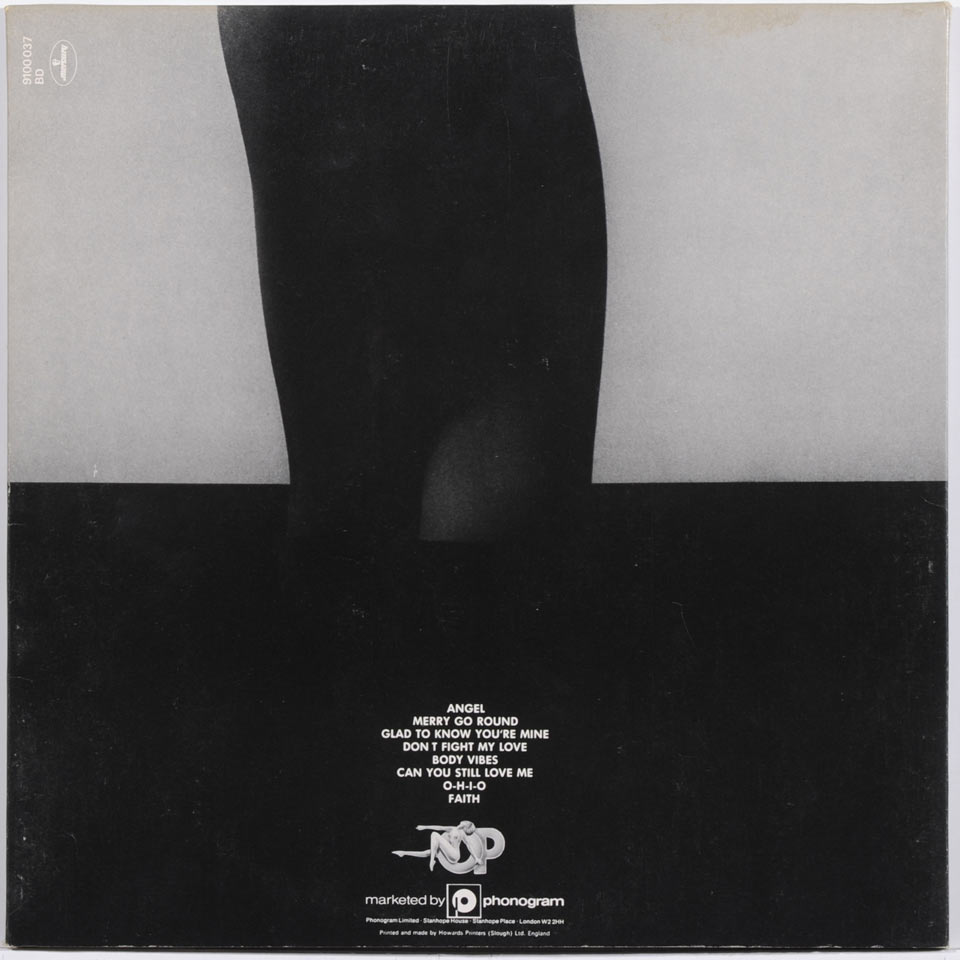 9100 037
BD
mercury
ANGEL
MERRY GO ROUND
GLAD TO KNOW YOU'RE MINE
DON T FIGHT MY LOVE
BODY VIBES
CAN YOU STILL LOVE ME
O-H-I-O
FAITH
marketed by p phonogram
Phonogram Limited · Stanhope House · Stanhope Place · London W2 2HH
Printed and made by Howards Printers (Slough) Ltd. England